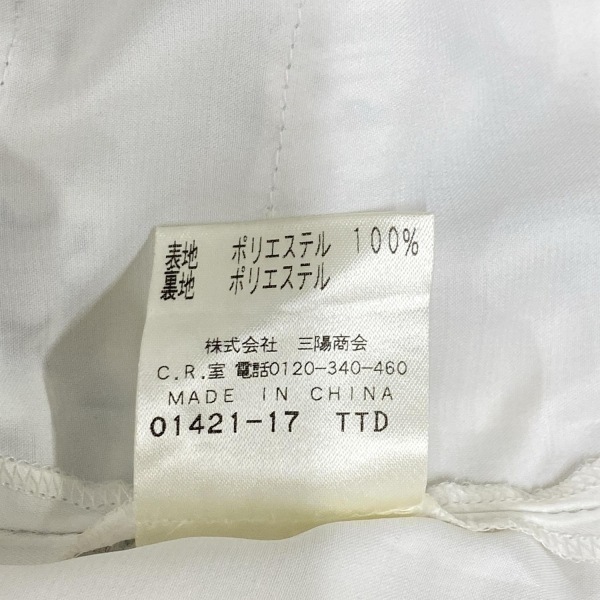 表地 ポリエステル 100%
裏地 ポリエステル
株式会社 三陽商会
C.R.室 電話0120-340-460
MADE IN CHINA
01421-17 TTD